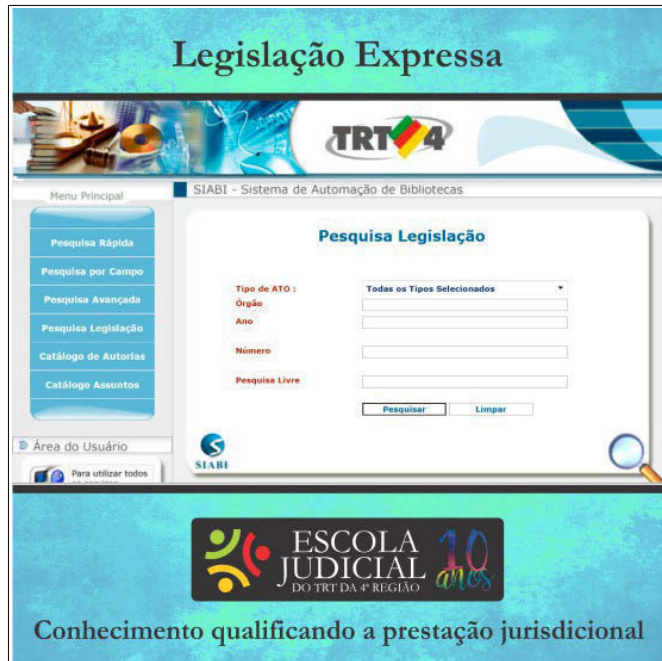 Legislação Expressa
TRT 4
SIABI - Sistema de Automação de Bibliotecas
Menu Principal
Pesquisa Rápida
Pesquisa por Campo
Pesquisa Avançada
Pesquisa Legislação
Catálogo de Autorias
Catálogo Assuntos
Área do Usuário
Para utilizar todos
Pesquisa Legislação
Tipo de ATO :
Todas os Tipos Selecionados
Órgão
Ano
Número
Pesquisa Livre
Pesquisar Limpar
SIABI
ESCOLA
JUDICIAL
DO TRT DA 4ª REGIÃO
10
anos
Conhecimento qualificando a prestação jurisdicional